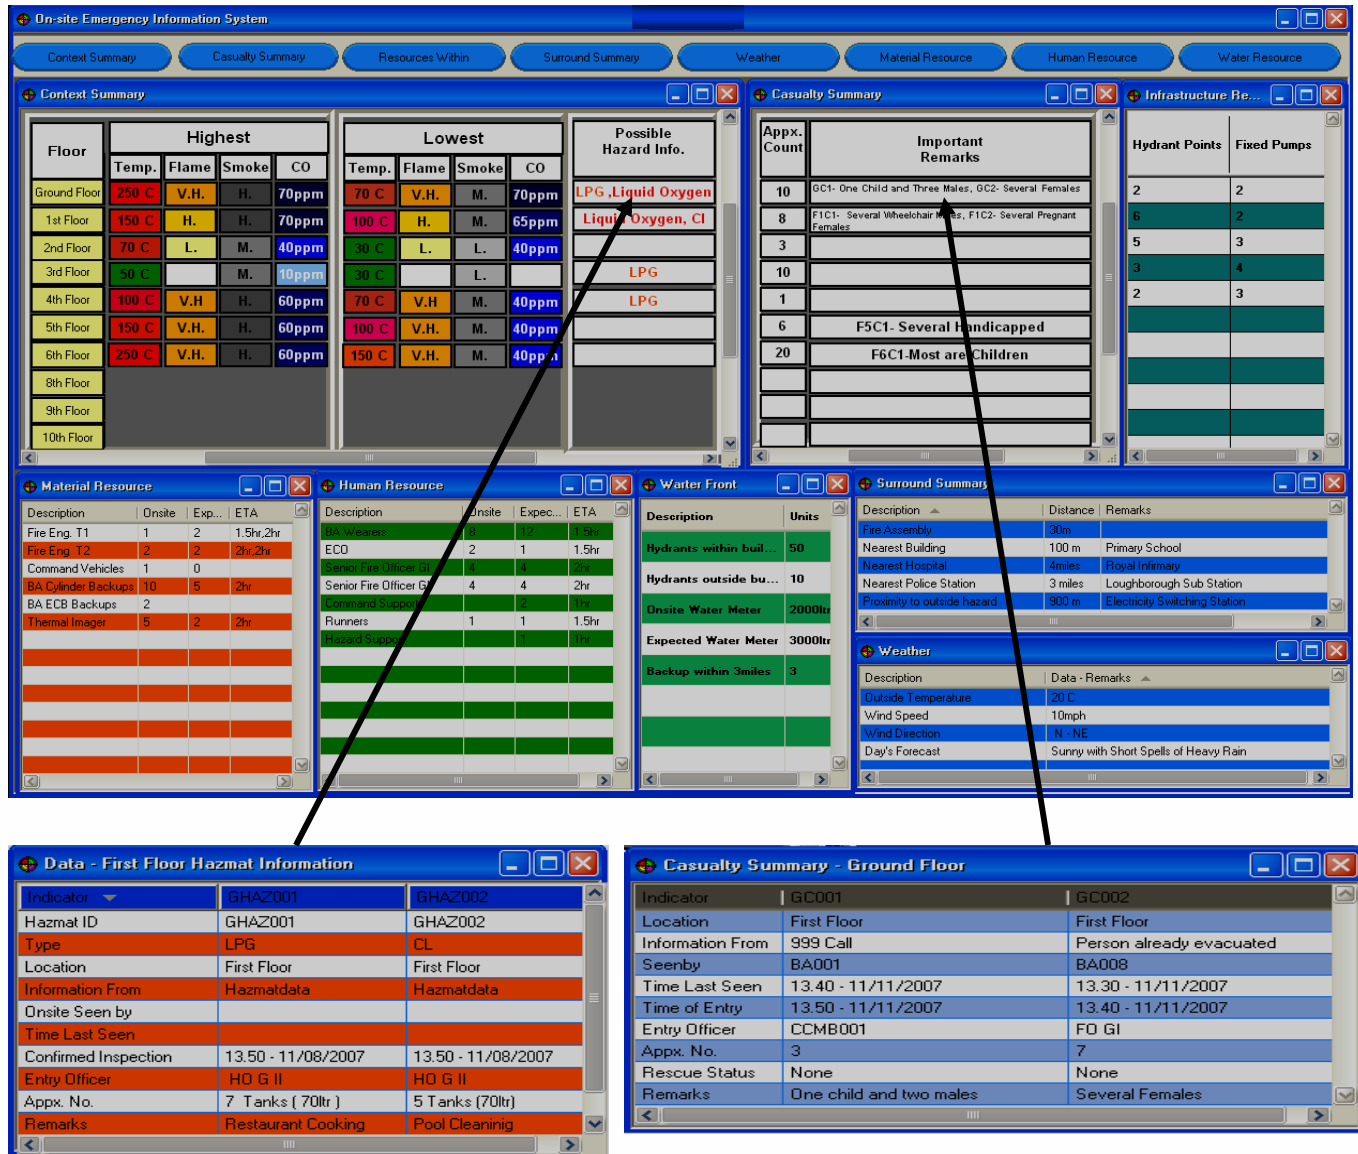 On-site Emergency Information System
Context Summary Casualty Summary Resources Within Surround Summary Weather Material Resource Human Resource Water Resource
Context Summary
Floor Highest Lowest Possible Hazard Info.
Temp. Flame Smoke CO Temp. Flame Smoke CO
Ground Floor 250 C V.H. H. 70ppm 70 C V.H. M. 70ppm LPG ,Liquid Oxygen
1st Floor 150 C H. H. 70ppm 100 C H. M. 65ppm Liquid Oxygen, Cl
2nd Floor 70 C L. M. 40ppm 30 C L. L. 40ppm
3rd Floor 50 C M. 10ppm 30 C L. LPG
4th Floor 100 C V.H H. 60ppm 70 C V.H. M. 40ppm LPG
5th Floor 150 C V.H. H. 60ppm 100 C V.H. M. 40ppm
6th Floor 250 C V.H. H. 60ppm 150 C V.H. M. 40ppm
8th Floor
9th Floor
10th Floor
Casualty Summary
Appx. Count Important Remarks
10 GC1- One Child and Three Males, GC2- Several Females
8 F1C1- Several Wheelchair Males, F1C2- Several Pregnant Females
3
10
1
6 F5C1- Several Handicapped
20 F6C1-Most are Children
Infrastructure Re...
Hydrant Points Fixed Pumps
2 2
6 2
5 3
3 4
2 3
Material Resource
Description Onsite Exp... ETA
Fire Eng. T1 1 2 1.5hr,2hr
Fire Eng. T2 2 2 2hr,2hr
Command Vehicles 1 0
BA Cylinder Backups 10 5 2hr
BA ECB Backups 2
Thermal Imager 5 2 2hr
Human Resource
Description Onsite Expec... ETA
BA Wearers 8 12 1.5hr
ECO 2 1 1.5hr
Senior Fire Officer GI 4 4 2hr
Senior Fire Officer GI 4 4 2hr
Command Support 2 1hr
Runners 1 1 1.5hr
Hazard Support 1 1hr
Warter Front
Description Units
Hydrants within buil... 50
Hydrants outside bu... 10
Onsite Water Meter 2000ltr
Expected Water Meter 3000ltr
Backup within 3miles 3
Surround Summary
Description Distance Remarks
Fire Assembly 30m
Nearest Building 100 m Primary School
Nearest Hospital 4miles Royal Infirmary
Nearest Police Station 3 miles Loughborough Sub Station
Proximity to outside hazard 900 m Electricity Switching Station
Weather
Description Data - Remarks
Outside Temperature 20 C
Wind Speed 10mph
Wind Direction N - NE
Day's Forecast Sunny with Short Spells of Heavy Rain
Data - First Floor Hazmat Information
Indicator GHAZ001 GHAZ002
Hazmat ID GHAZ001 GHAZ002
Type LPG CL
Location First Floor First Floor
Information From Hazmatdata Hazmatdata
Onsite Seen by
Time Last Seen
Confirmed Inspection 13.50 - 11/08/2007 13.50 - 11/08/2007
Entry Officer HO G II HO G II
Appx. No. 7 Tanks ( 70ltr ) 5 Tanks (70ltr)
Remarks Restaurant Cooking Pool Cleaninig
Casualty Summary - Ground Floor
Indicator GC001 GC002
Location First Floor First Floor
Information From 999 Call Person already evacuated
Seenby BA001 BA008
Time Last Seen 13.40 - 11/11/2007 13.30 - 11/11/2007
Time of Entry 13.50 - 11/11/2007 13.40 - 11/11/2007
Entry Officer CCMB001 FO GI
Appx. No. 3 7
Rescue Status None None
Remarks One child and two males Several Females